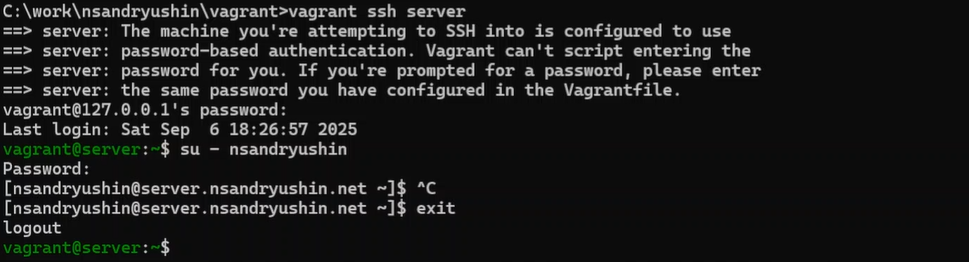 C:\work\nsandryushin\vagrant>vagrant ssh server
==> server: The machine you're attempting to SSH into is configured to use
==> server: password-based authentication. Vagrant can't script entering the
==> server: password for you. If you're prompted for a password, please enter
==> server: the same password you have configured in the Vagrantfile.
vagrant@127.0.0.1's password:
Last login: Sat Sep  6 18:26:57 2025
vagrant@server:~$ su - nsandryushin
Password:
[nsandryushin@server.nsandryushin.net ~]$ ^C
[nsandryushin@server.nsandryushin.net ~]$ exit
logout
vagrant@server:~$